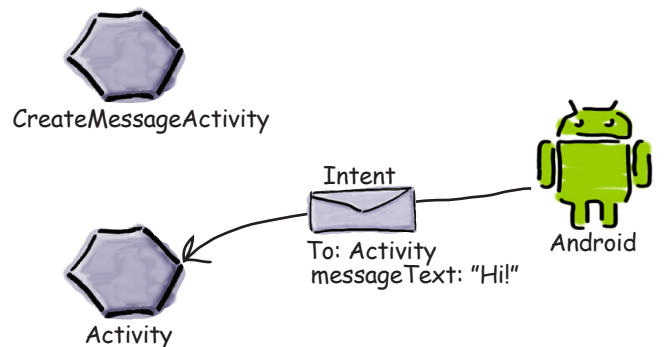 CreateMessageActivity
Intent
To: Activity
messageText: "Hi!"
Android
Activity